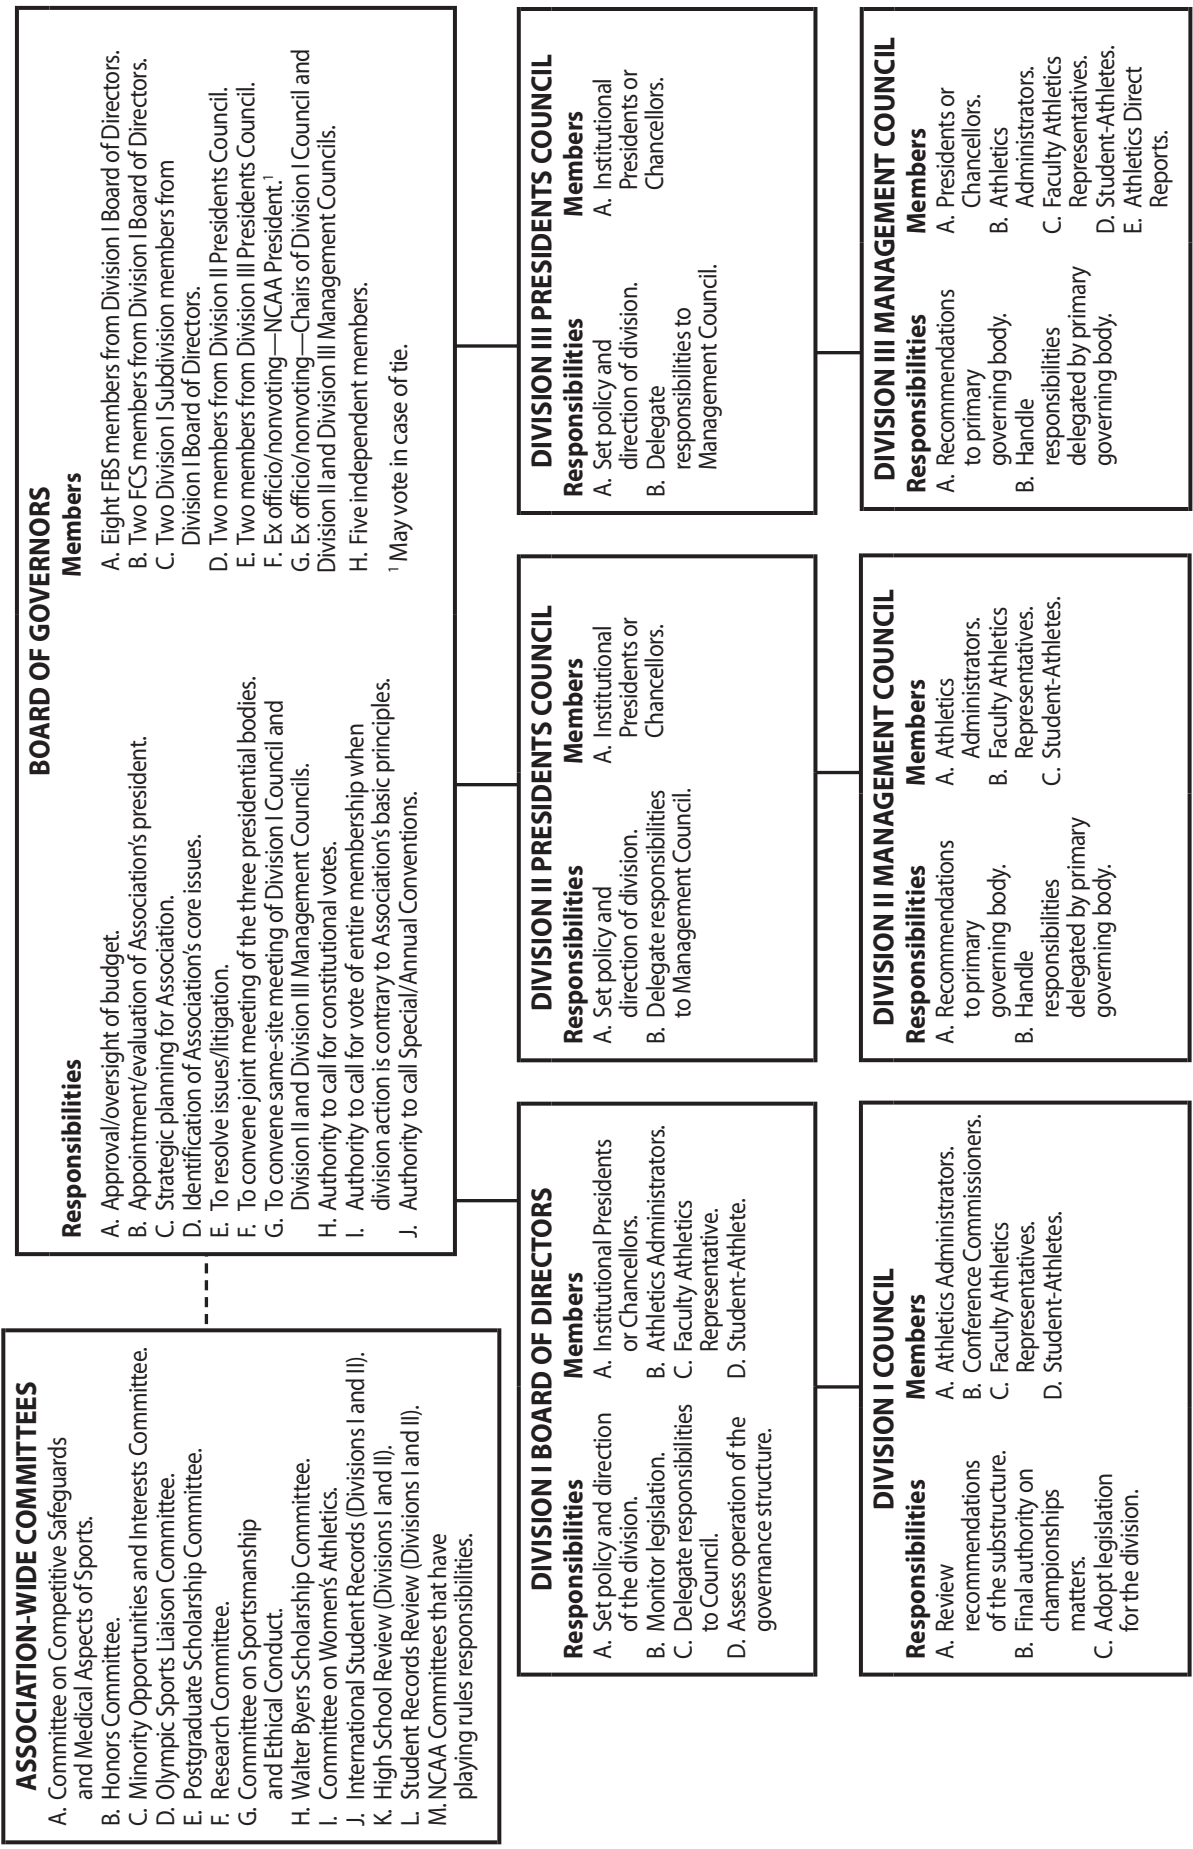 ASSOCIATION-WIDE COMMITTEES
A. Committee on Competitive Safeguards
and Medical Aspects of Sports.
B. Honors Committee.
C. Minority Opportunities and Interests Committee.
D. Olympic Sports Liaison Committee.
E. Postgraduate Scholarship Committee.
F. Research Committee.
G. Committee on Sportsmanship
and Ethical Conduct.
H. Walter Byers Scholarship Committee.
I. Committee on Women's Athletics.
J. International Student Records (Divisions I and II).
K. High School Review (Divisions I and II).
L. Student Records Review (Divisions I and II).
M. NCAA Committees that have
playing rules responsibilities.
BOARD OF GOVERNORS
Responsibilities
A. Approval/oversight of budget.
B. Appointment/evaluation of Association's president.
C. Strategic planning for Association.
D. Identification of Association's core issues.
E. To resolve issues/litigation.
F. To convene joint meeting of the three presidential bodies.
G. To convene same-site meeting of Division I Council and
Division II and Division III Management Councils.
H. Authority to call for constitutional votes.
I. Authority to call for vote of entire membership when
division action is contrary to Association's basic principles.
J. Authority to call Special/Annual Conventions.
Members
A. Eight FBS members from Division I Board of Directors.
B. Two FCS members from Division I Board of Directors.
C. Two Division I Subdivision members from
Division I Board of Directors.
D. Two members from Division II Presidents Council.
E. Two members from Division III Presidents Council.
F. Ex officio/nonvoting—NCAA President.¹
G. Ex officio/nonvoting—Chairs of Division I Council and
Division II and Division III Management Councils.
H. Five independent members.
¹ May vote in case of tie.
DIVISION I BOARD OF DIRECTORS
Responsibilities
A. Set policy and direction
of the division.
B. Monitor legislation.
C. Delegate responsibilities
to Council.
D. Assess operation of the
governance structure.
Members
A. Institutional Presidents
or Chancellors.
B. Athletics Administrators.
C. Faculty Athletics
Representative.
D. Student-Athlete.
DIVISION II PRESIDENTS COUNCIL
Responsibilities
A. Set policy and
direction of division.
B. Delegate responsibilities
to Management Council.
Members
A. Institutional
Presidents or
Chancellors.
DIVISION III PRESIDENTS COUNCIL
Responsibilities
A. Set policy and
direction of division.
B. Delegate
responsibilities to
Management Council.
Members
A. Institutional
Presidents or
Chancellors.
DIVISION I COUNCIL
Responsibilities
A. Review
recommendations
of the substructure.
B. Final authority on
championships
matters.
C. Adopt legislation
for the division.
Members
A. Athletics Administrators.
B. Conference Commissioners.
C. Faculty Athletics
Representatives.
D. Student-Athletes.
DIVISION II MANAGEMENT COUNCIL
Responsibilities
A. Recommendations
to primary
governing body.
B. Handle
responsibilities
delegated by primary
governing body.
Members
A. Athletics
Administrators.
B. Faculty Athletics
Representatives.
C. Student-Athletes.
DIVISION III MANAGEMENT COUNCIL
Responsibilities
A. Recommendations
to primary
governing body.
B. Handle
responsibilities
delegated by primary
governing body.
Members
A. Presidents or
Chancellors.
B. Athletics
Administrators.
C. Faculty Athletics
Representatives.
D. Student-Athletes.
E. Athletics Direct
Reports.